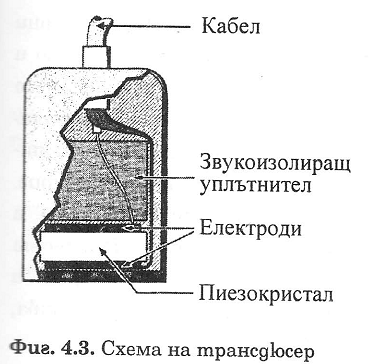 Кабел
Звукоизолиращ
уплътнител
Електроди
Пиезокристал
Фиг. 4.3. Схема на трансдюсер